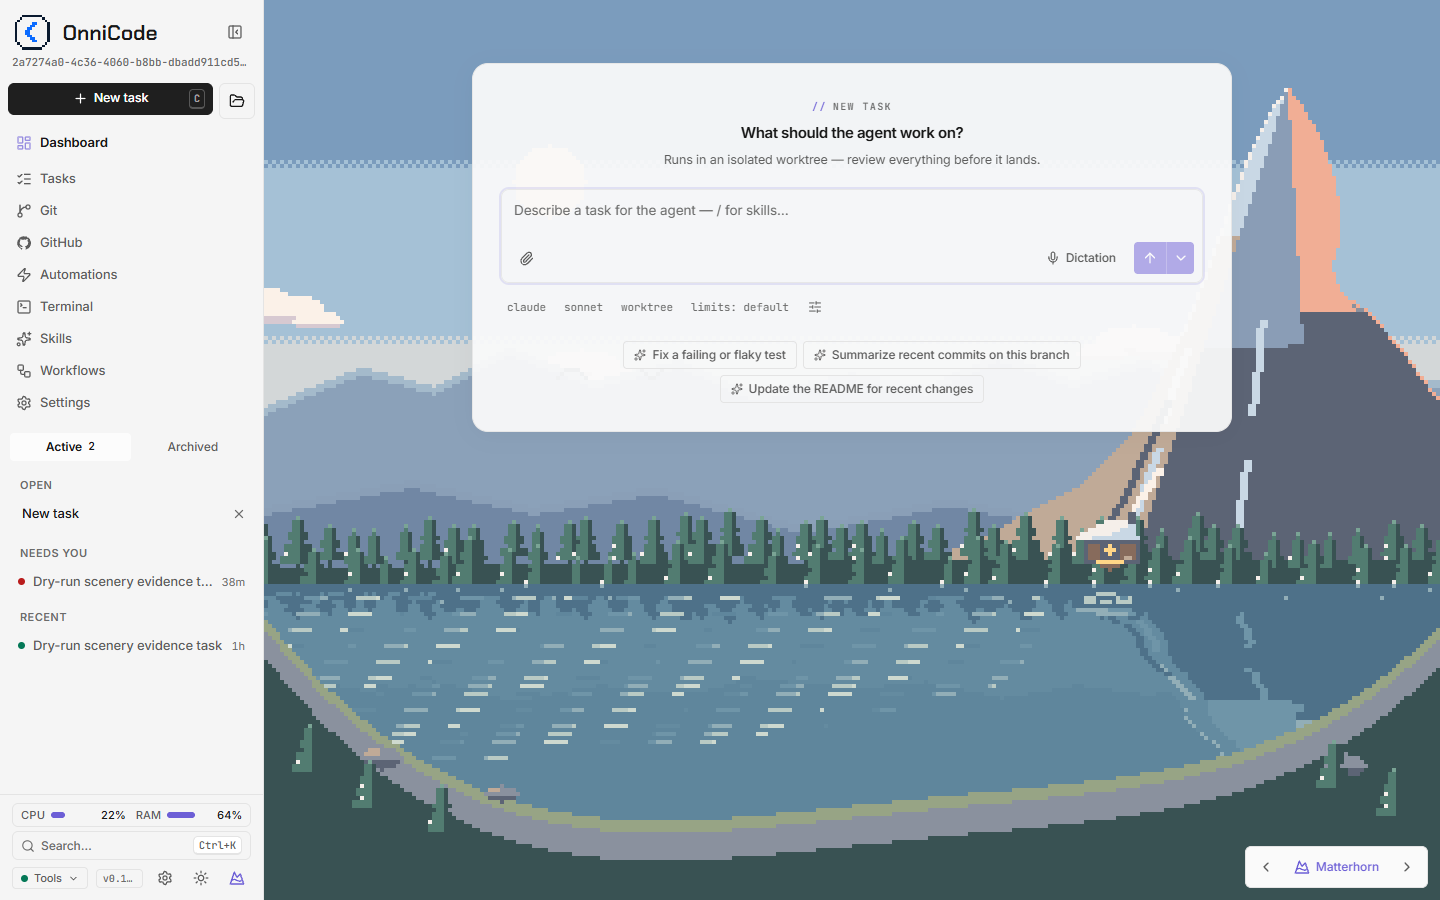 OnniCode
2a7274a0-4c36-4060-b8bb-dbadd911cd5…
New task C
Dashboard
Tasks
Git
GitHub
Automations
Terminal
Skills
Workflows
Settings
Active 2 Archived
OPEN
New task
NEEDS YOU
Dry-run scenery evidence t… 38m
RECENT
Dry-run scenery evidence task 1h
CPU 22% RAM 64%
Search... Ctrl+K
Tools v0.1…
// NEW TASK
What should the agent work on?
Runs in an isolated worktree — review everything before it lands.
Describe a task for the agent — / for skills...
Dictation
claude sonnet worktree limits: default
Fix a failing or flaky test Summarize recent commits on this branch
Update the README for recent changes
Matterhorn